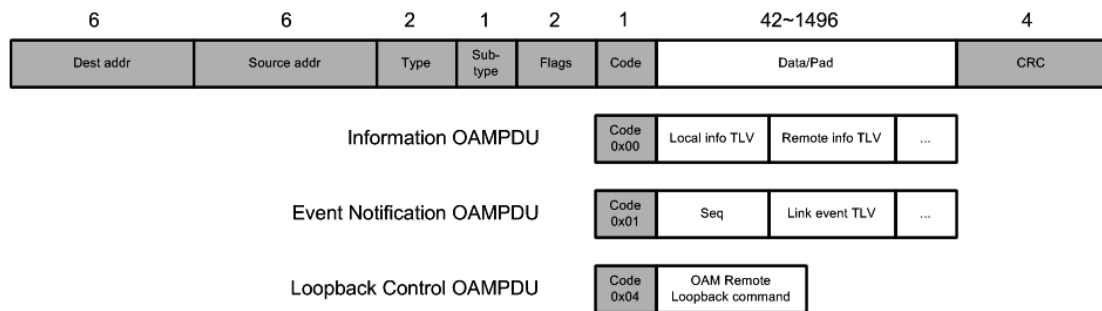 6 6 2 1 2 1 42~1496 4
Dest addr Source addr Type Sub-
type Flags Code Data/Pad CRC
Information OAMPDU
Code
0x00
Local info TLV Remote info TLV ...
Event Notification OAMPDU
Code
0x01
Seq Link event TLV ...
Loopback Control OAMPDU
Code
0x04
OAM Remote
Loopback command